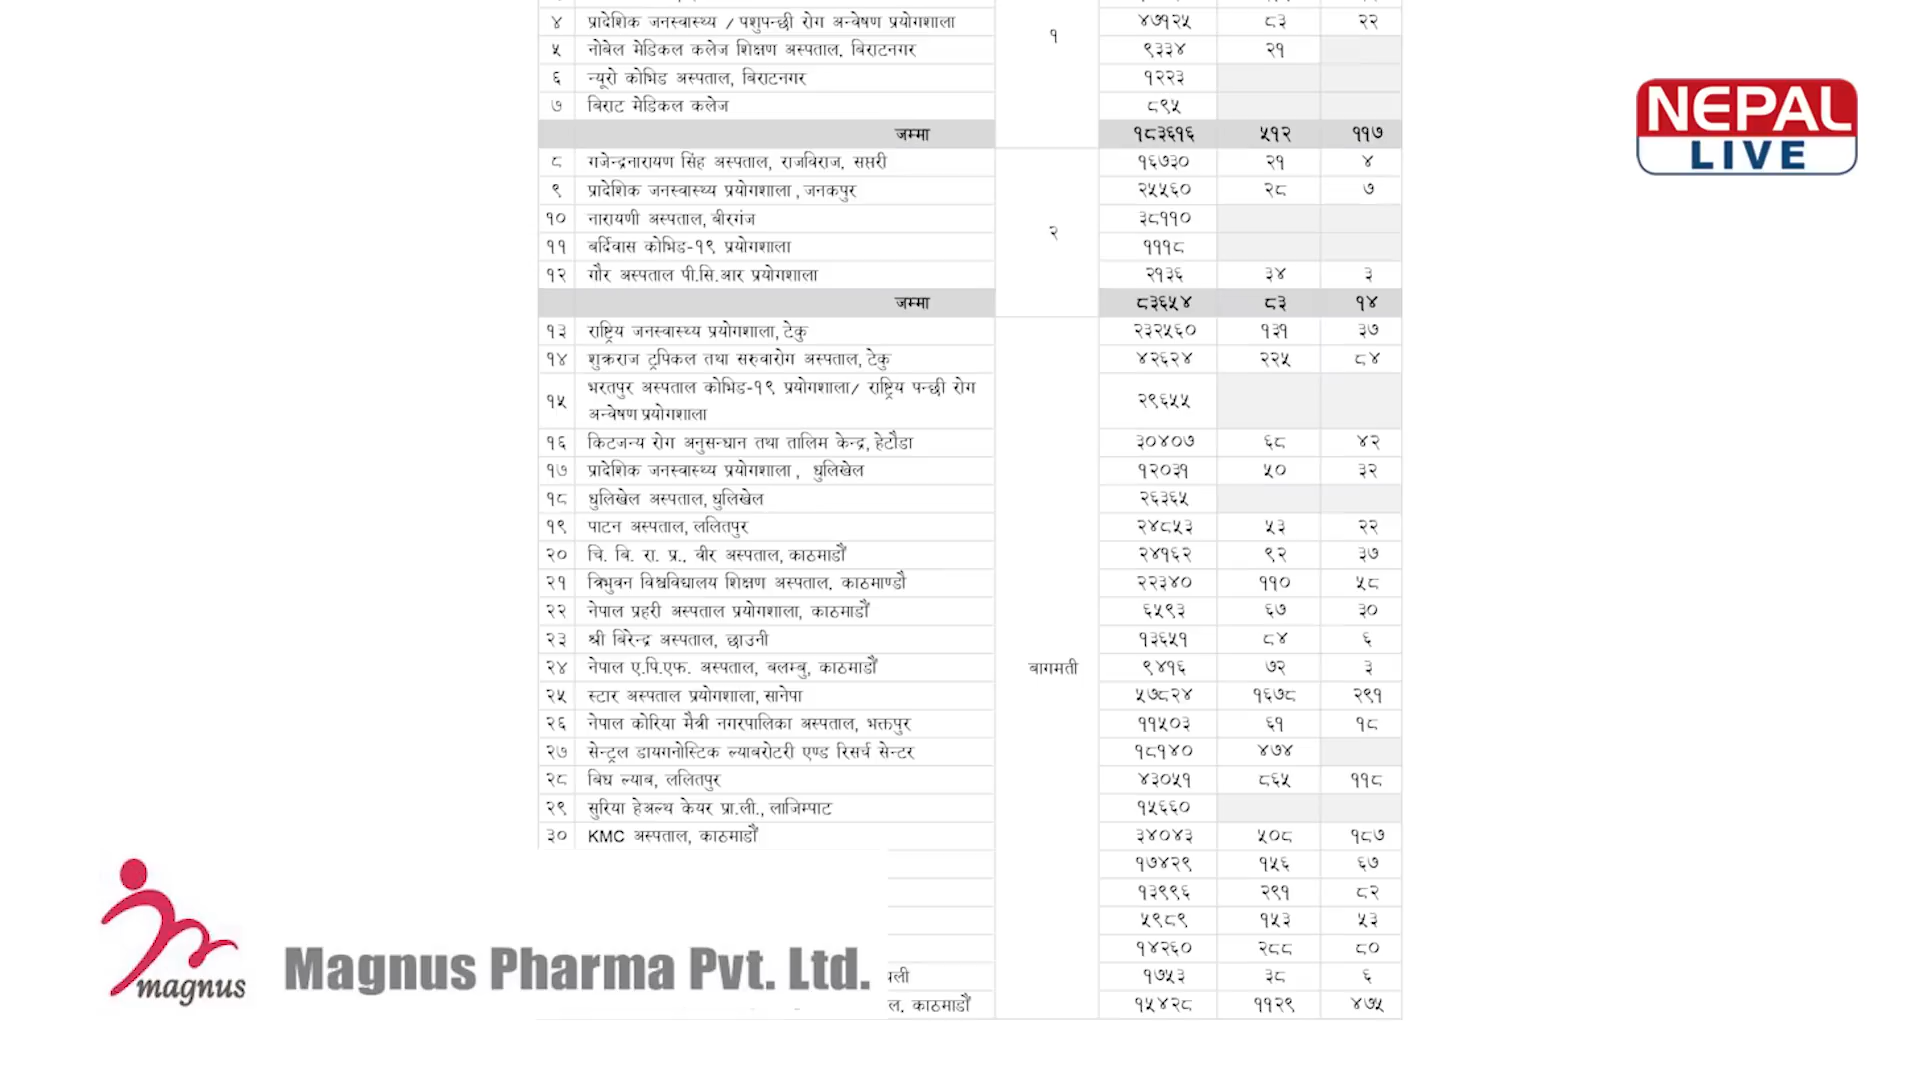 ४ प्रादेशिक जनस्वास्थ्य / पशुपन्छी रोग अन्वेषण प्रयोगशाला ४७१२५ ८३ २२
१
५ नोबेल मेडिकल कलेज शिक्षण अस्पताल, बिराटनगर ९३३४ २१
६ न्यूरो कोभिड अस्पताल, बिराटनगर १२२३
७ बिराट मेडिकल कलेज ८९५
जम्मा १८३६१६ ५१२ ११७
८ गजेन्द्रनारायण सिंह अस्पताल, राजविराज, सप्तरी १६७३० २१ ४
९ प्रादेशिक जनस्वास्थ्य प्रयोगशाला , जनकपुर २५५६० २८ ७
१० नारायणी अस्पताल, बीरगंज ३८११०
२
११ बर्दिवास कोभिड-१९ प्रयोगशाला १११८
१२ गौर अस्पताल पी.सि.आर प्रयोगशाला २१३६ ३४ ३
जम्मा ८३६५४ ८३ १४
१३ राष्ट्रिय जनस्वास्थ्य प्रयोगशाला, टेकु २३२५६० १३१ ३७
१४ शुक्रराज ट्रपिकल तथा सरुवारोग अस्पताल, टेकु ४२६२४ २२५ ८४
१५ भरतपुर अस्पताल कोभिड-१९ प्रयोगशाला/ राष्ट्रिय पन्छी रोग
अन्वेषण प्रयोगशाला २९६५५
१६ किटजन्य रोग अनुसन्धान तथा तालिम केन्द्र, हेटौडा ३०४०७ ६८ ४२
१७ प्रादेशिक जनस्वास्थ्य प्रयोगशाला , धुलिखेल १२०३१ ५० ३२
१८ धुलिखेल अस्पताल, धुलिखेल २६३६५
१९ पाटन अस्पताल, ललितपुर २४८५३ ५३ २२
२० चि. बि. रा. प्र., वीर अस्पताल, काठमाडौं २४१६२ ९२ ३७
२१ त्रिभुवन विश्वविद्यालय शिक्षण अस्पताल, काठमाण्डौ २२३४० ११० ५८
२२ नेपाल प्रहरी अस्पताल प्रयोगशाला, काठमाडौं ६५९३ ६७ ३०
२३ श्री बिरेन्द्र अस्पताल, छाउनी १३६५१ ८४ ६
२४ नेपाल ए.पि.एफ. अस्पताल, बलम्बु, काठमाडौं बागमती ९४१६ ७२ ३
२५ स्टार अस्पताल प्रयोगशाला, सानेपा ५७८२४ १६७८ २९१
२६ नेपाल कोरिया मैत्री नगरपालिका अस्पताल, भक्तपुर ११५०३ ६१ १८
२७ सेन्ट्रल डायगनोस्टिक ल्याबरोटरी एण्ड रिसर्च सेन्टर १८१४० ४७४
२८ बिघ ल्याब, ललितपुर ४३०५१ ८६५ ११८
२९ सुरिया हेअल्थ केयर प्रा.ली., लाजिम्पाट १५६६०
३० KMC अस्पताल, काठमाडौं ३४०४३ ५०८ १८७
१७४२९ १५६ ६७
१३९९६ २९१ ८२
५९८९ १५३ ५३
१४२६० २८८ ८०
१७५३ ३८ ६
काठमाडौं १५४२८ ११२९ ४७५
NEPAL
LIVE
magnus
Magnus Pharma Pvt. Ltd.